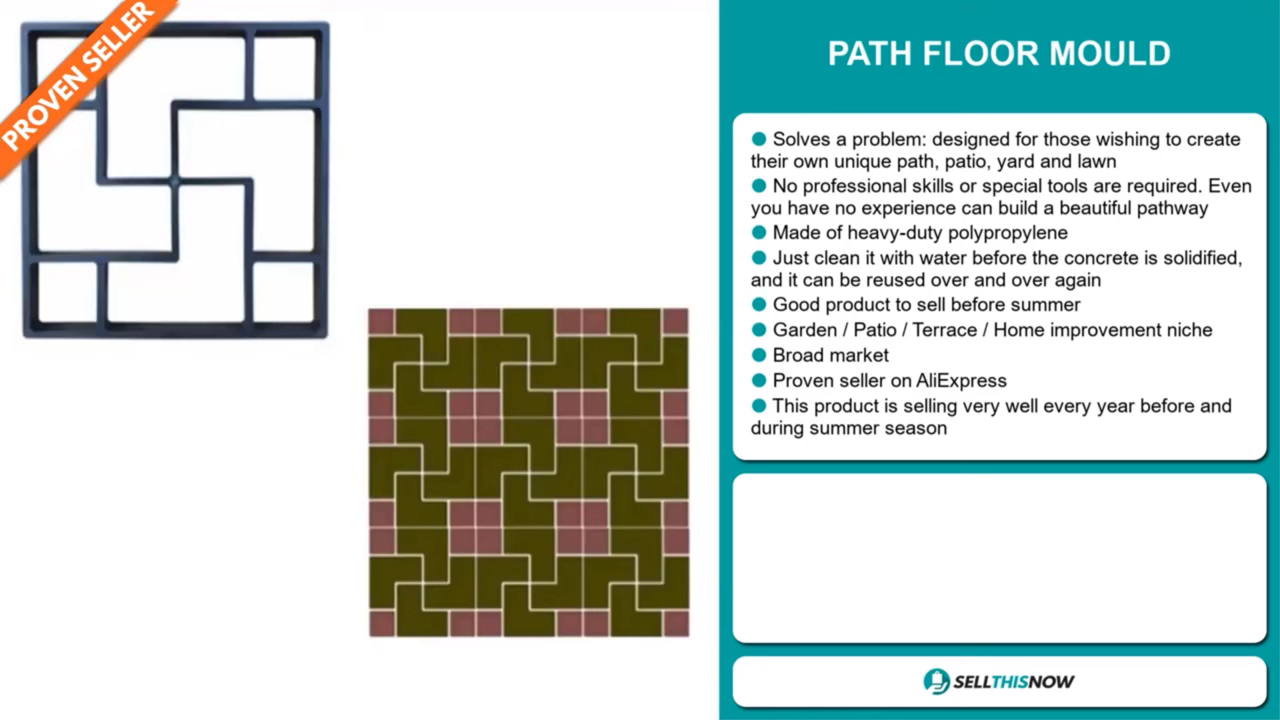 PROVEN SELLER
PATH FLOOR MOULD
Solves a problem: designed for those wishing to create
their own unique path, patio, yard and lawn
No professional skills or special tools are required. Even
you have no experience can build a beautiful pathway
Made of heavy-duty polypropylene
Just clean it with water before the concrete is solidified,
and it can be reused over and over again
Good product to sell before summer
Garden / Patio / Terrace / Home improvement niche
Broad market
Proven seller on AliExpress
This product is selling very well every year before and
during summer season
SELLTHISNOW